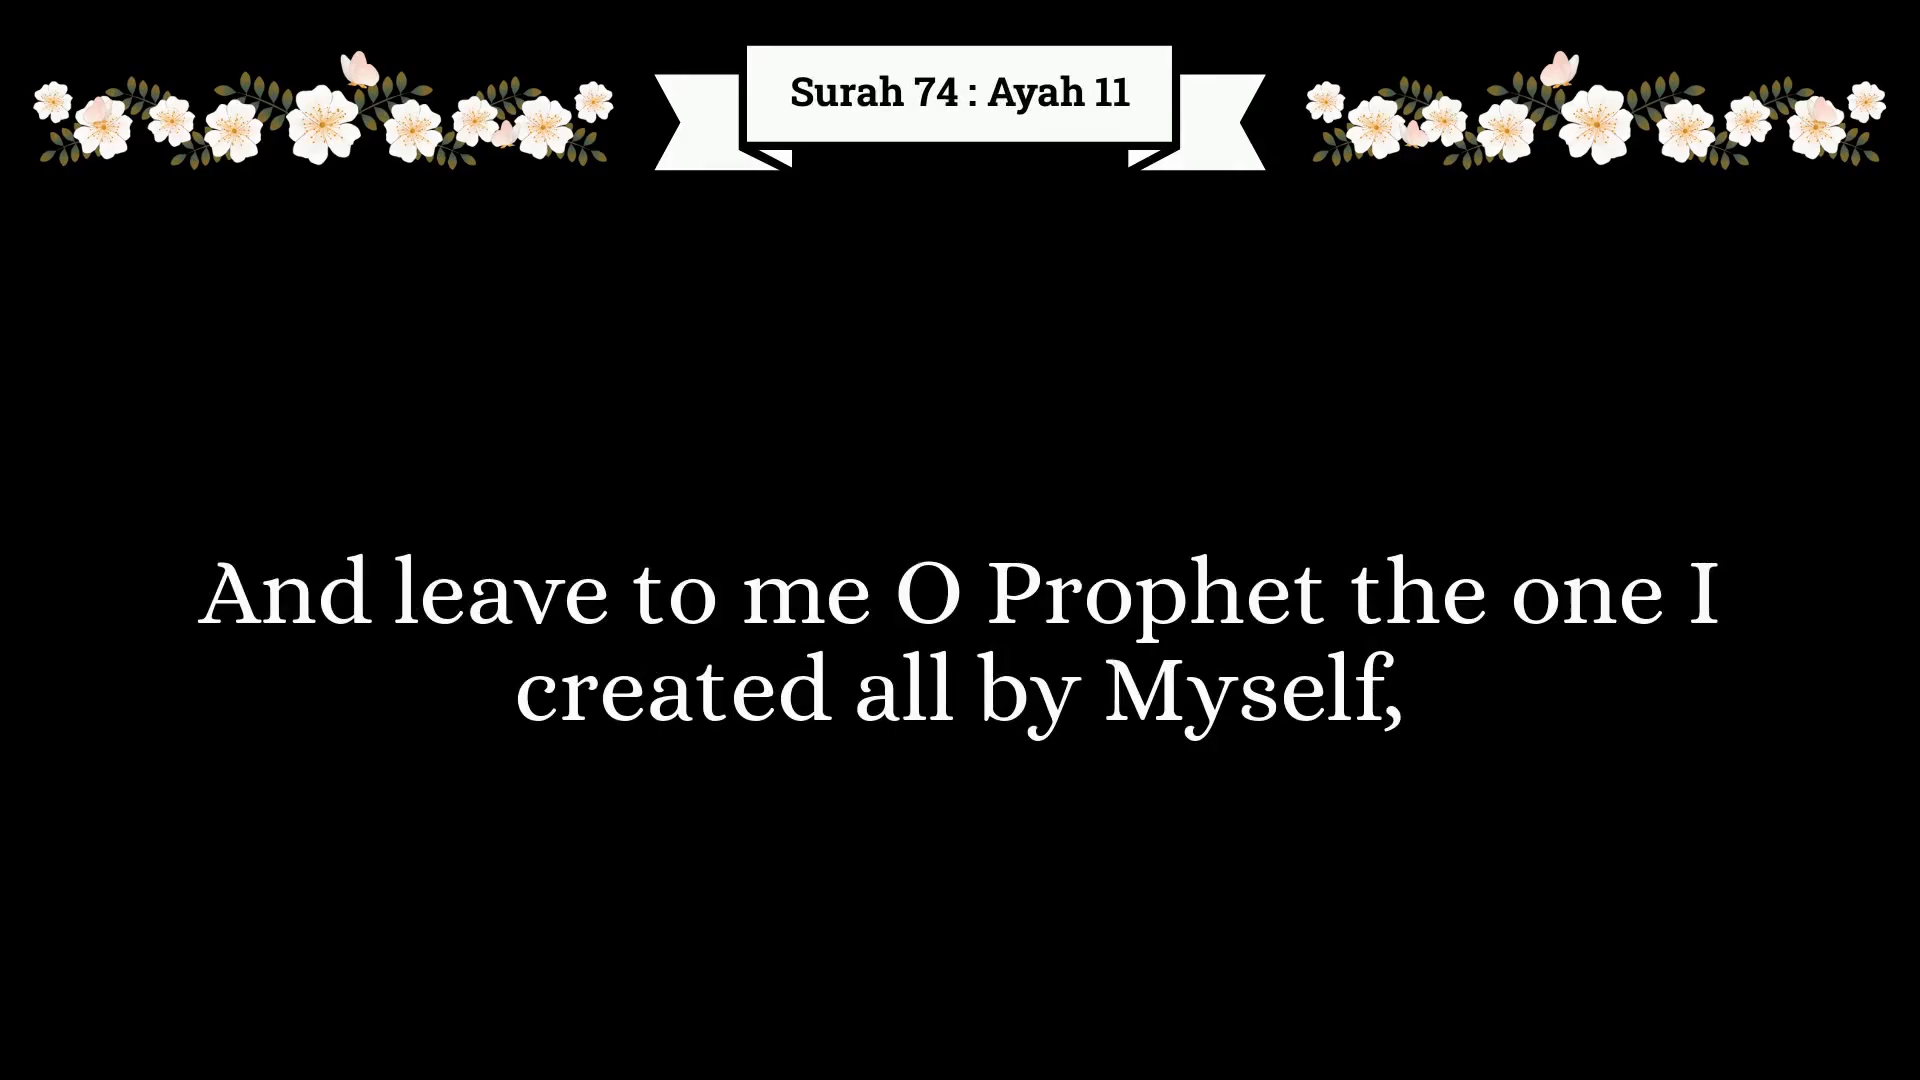 Surah 74 : Ayah 11
And leave to me O Prophet the one I
created all by Myself,